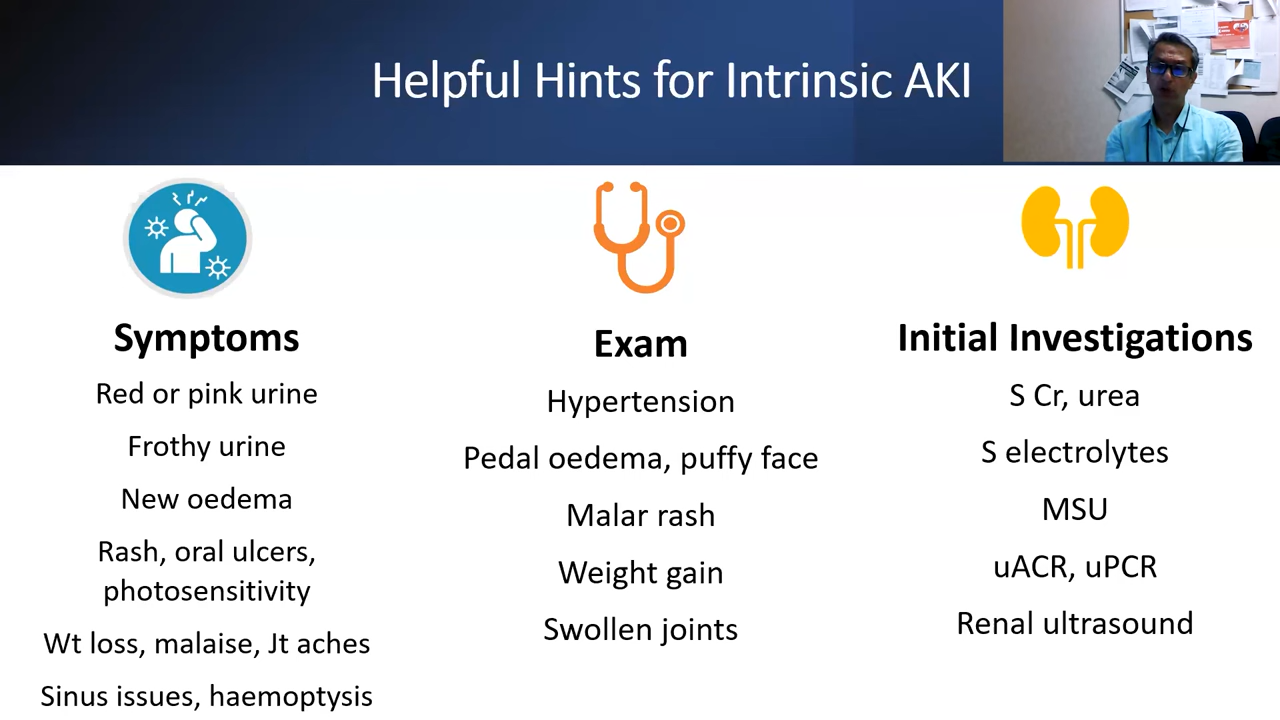 Helpful Hints for Intrinsic AKI
Symptoms
Red or pink urine
Frothy urine
New oedema
Rash, oral ulcers,
photosensitivity
Wt loss, malaise, Jt aches
Sinus issues, haemoptysis
Exam
Hypertension
Pedal oedema, puffy face
Malar rash
Weight gain
Swollen joints
Initial Investigations
S Cr, urea
S electrolytes
MSU
uACR, uPCR
Renal ultrasound